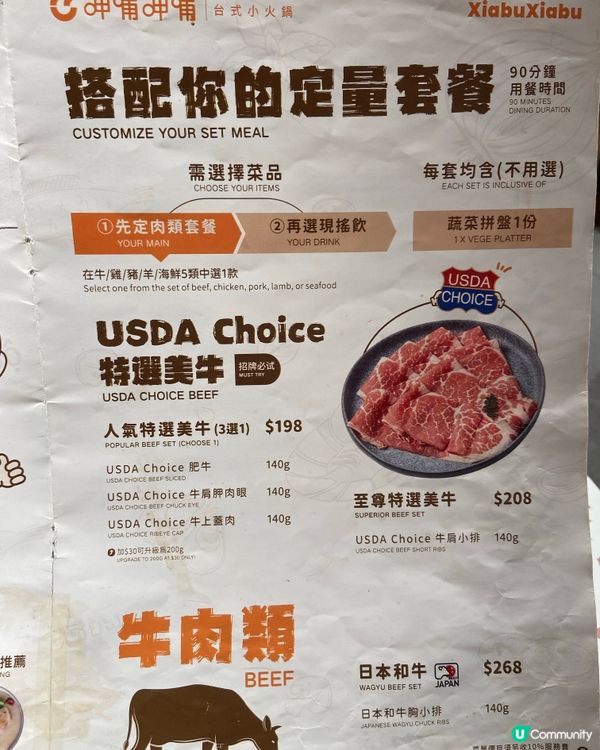 呷哺呷哺 台式小火鍋
XiabuXiabu
搭配你的定量套餐
CUSTOMIZE YOUR SET MEAL
90分鐘
用餐時間
90 MINUTES
DINING DURATION
需選擇菜品
CHOOSE YOUR ITEMS
每套均含(不用選)
EACH SET IS INCLUSIVE OF
①先定肉類套餐
YOUR MAIN
②再選現搖飲
YOUR DRINK
蔬菜拼盤1份
1 X VEGE PLATTER
在牛/雞/豬/羊/海鮮5類中選1款
Select one from the set of beef, chicken, pork, lamb, or seafood
USDA
CHOICE
USDA Choice
特選美牛
招牌必试
MUST TRY
USDA CHOICE BEEF
人氣特選美牛 (3選1) $198
POPULAR BEEF SET (CHOOSE 1)
USDA Choice 肥牛 140g
USDA CHOICE BEEF SLICED
USDA Choice 牛肩胛肉眼 140g
USDA CHOICE BEEF CHUCK EYE
USDA Choice 牛上蓋肉 140g
USDA CHOICE RIBEYE CAP
加$30可升級爲200g
UPGRADE TO 200G AT $30 ONLY!
至尊特選美牛 $208
SUPERIOR BEEF SET
USDA Choice 牛肩小排 140g
USDA CHOICE BEEF SHORT RIBS
牛肉類
BEEF
推薦
NG
日本和牛 JAPAN $268
WAGYU BEEF SET
日本和牛胸小排 140g
JAPANESE WAGYU CHUCK RIBS
U Community